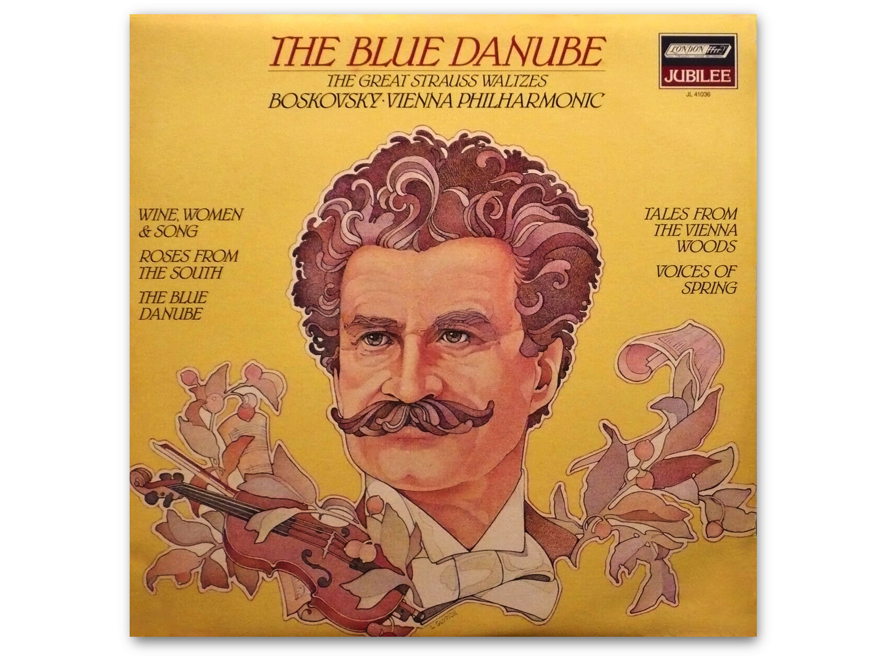 THE BLUE DANUBE
THE GREAT STRAUSS WALTZES
BOSKOVSKY · VIENNA PHILHARMONIC
LONDON ffrr
JUBILEE
JL 41036
WINE, WOMEN
& SONG
ROSES FROM
THE SOUTH
THE BLUE
DANUBE
TALES FROM
THE VIENNA
WOODS
VOICES OF
SPRING